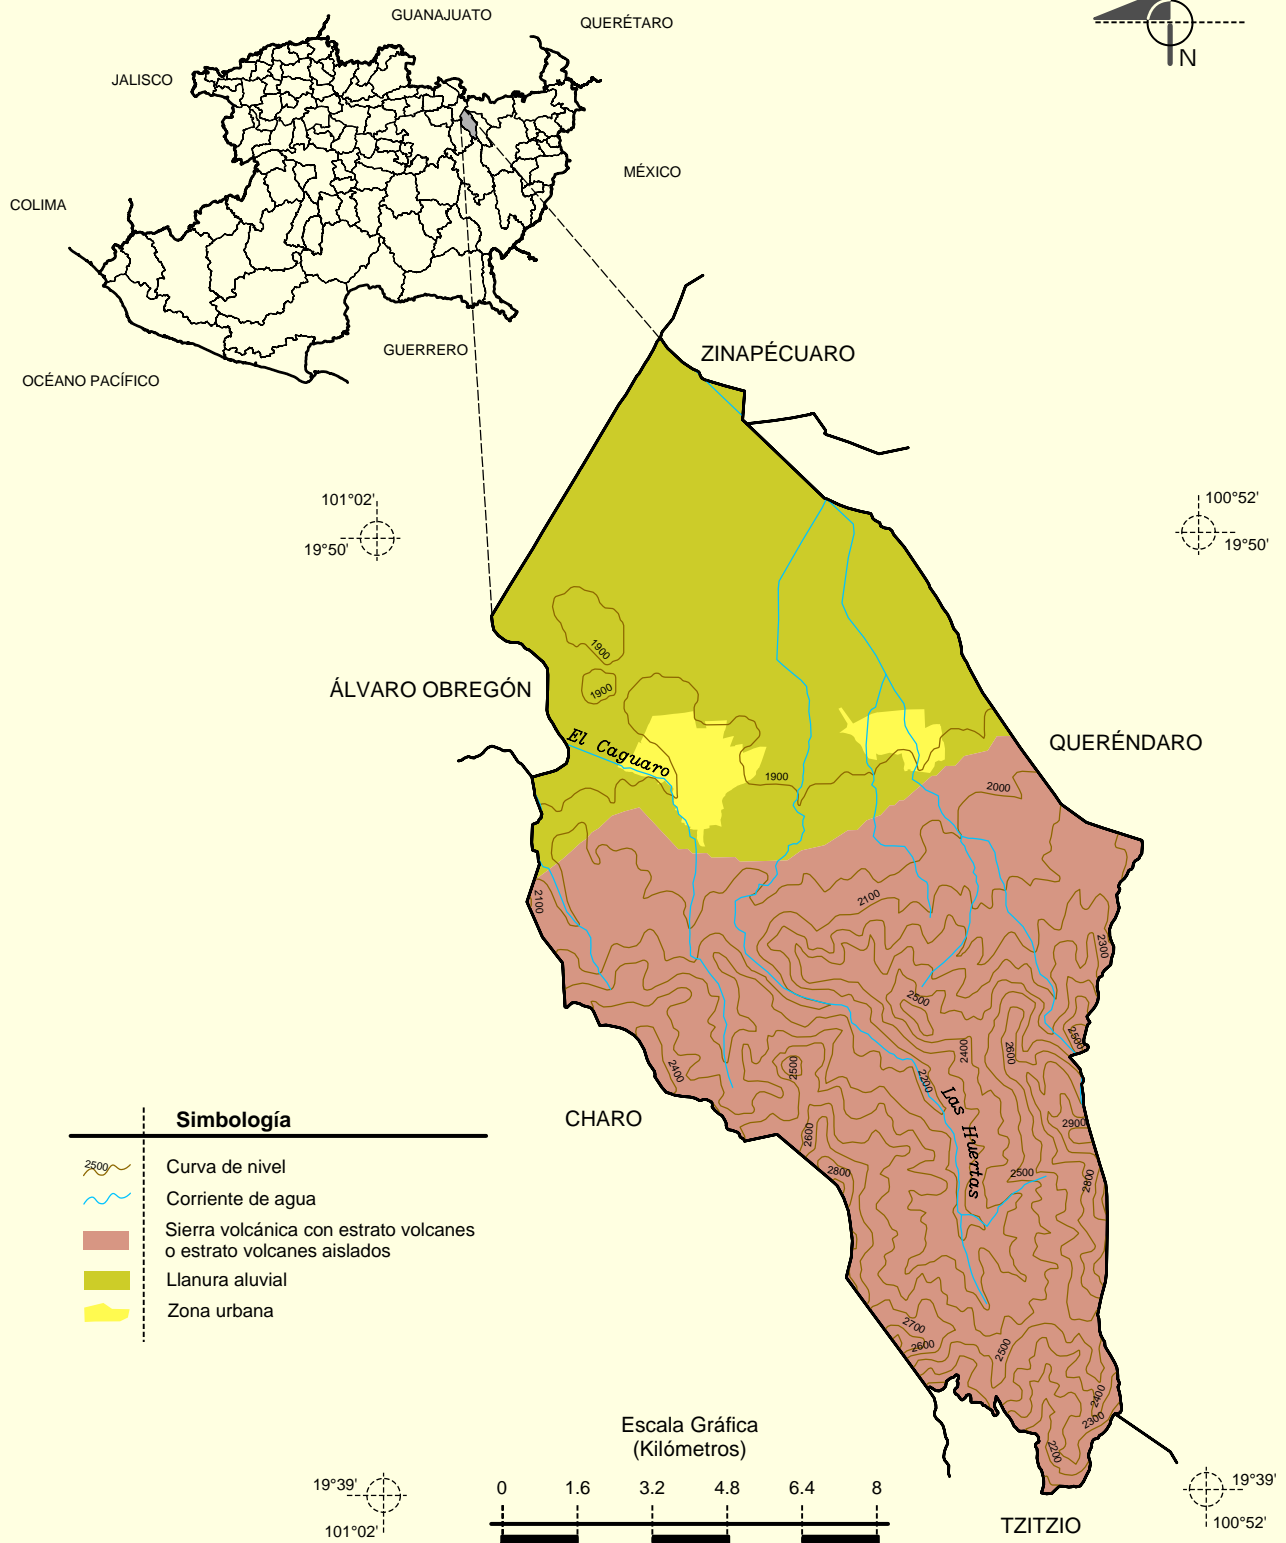 GUANAJUATO
QUERÉTARO
N
JALISCO
MÉXICO
COLIMA
GUERRERO
OCÉANO PACÍFICO
ZINAPÉCUARO
101°02'
19°50'
100°52'
19°50'
1900
1900
ÁLVARO OBREGÓN
El Caguaro
QUERÉNDARO
1900
2000
2100
2100
2300
2500
2500
2400
2600
2500
2400
2200
Las Huertas
CHARO
2900
2600
2800
2500
2800
Simbología
2500
Curva de nivel
Corriente de agua
Sierra volcánica con estrato volcanes
o estrato volcanes aislados
Llanura aluvial
Zona urbana
2700
2600
2500
2400
2300
2200
Escala Gráfica
(Kilómetros)
0 1.6 3.2 4.8 6.4 8
19°39'
101°02'
19°39'
100°52'
TZITZIO